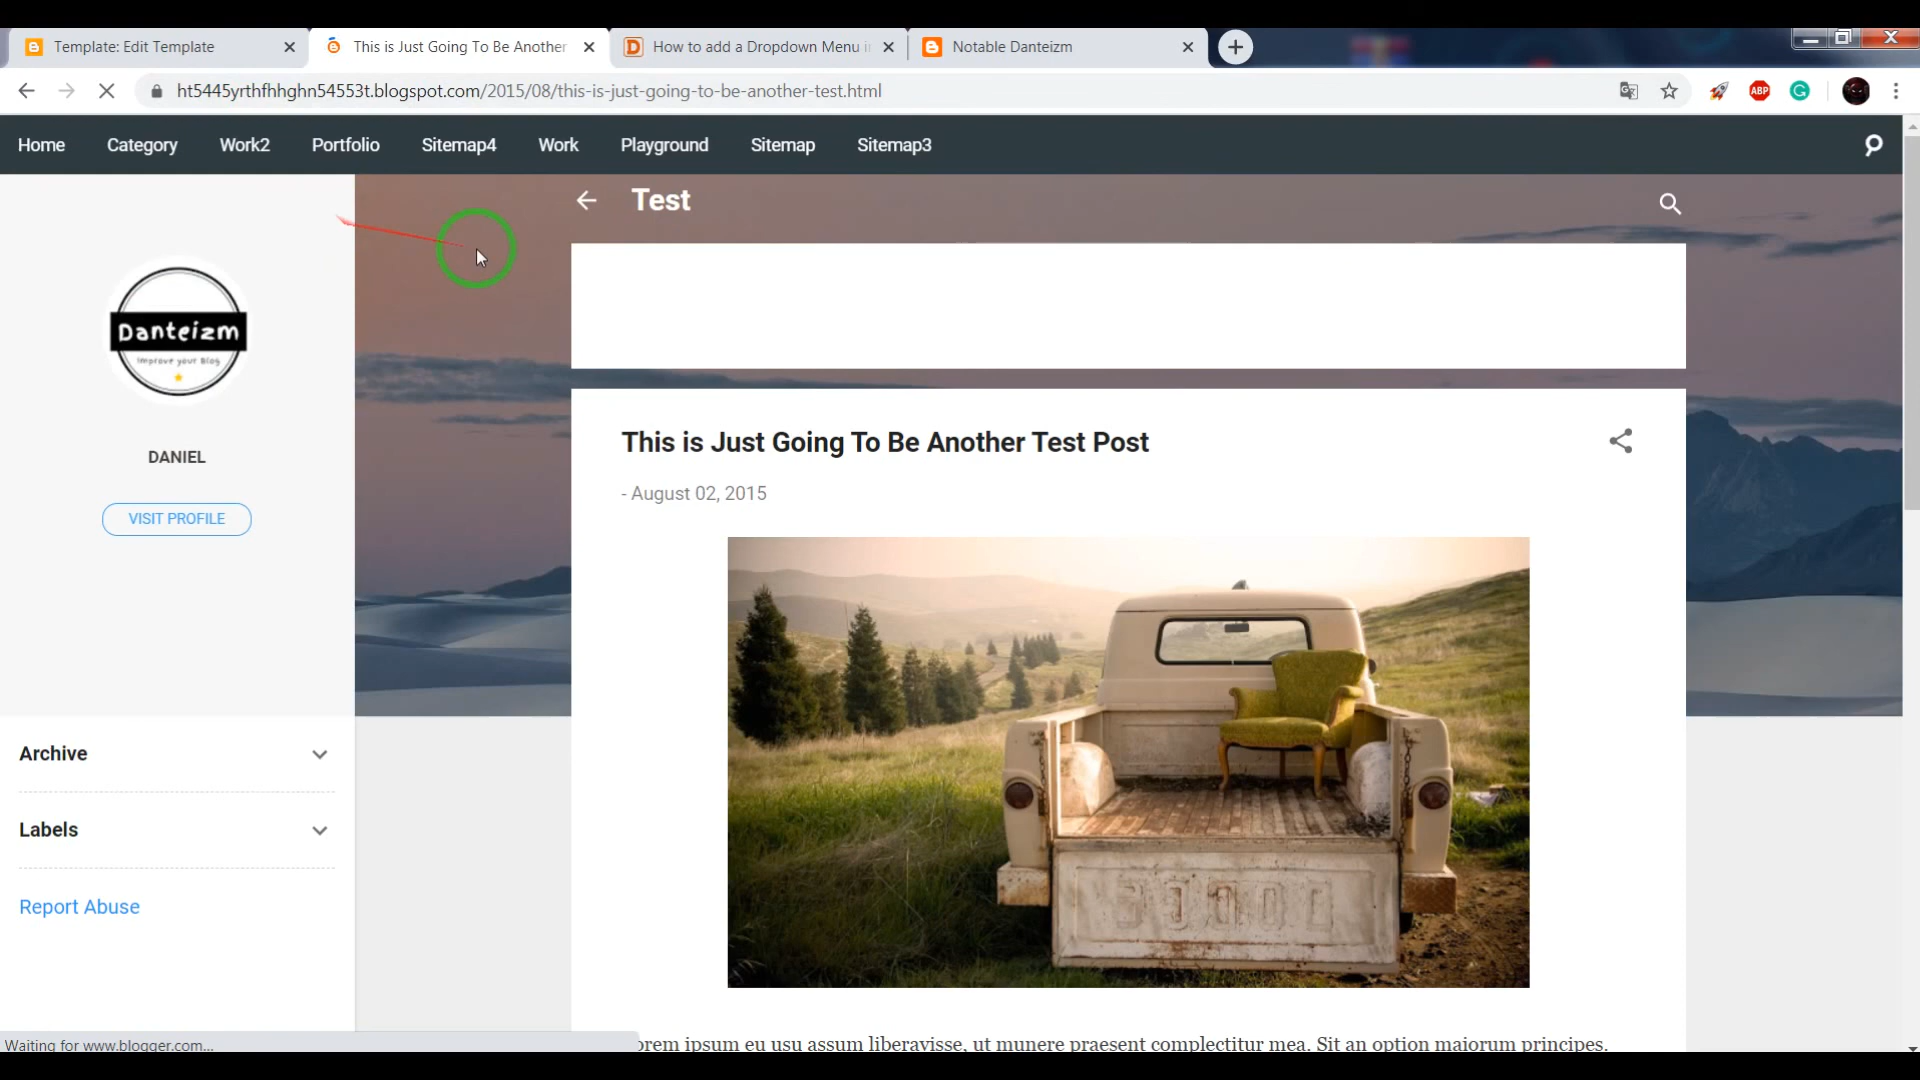 Template: Edit Template
This is Just Going To Be Another
How to add a Dropdown Menu i
Notable Danteizm
ht5445yrthfhhghn54553t.blogspot.com/2015/08/this-is-just-going-to-be-another-test.html
ABP
Home Category Work2 Portfolio Sitemap4 Work Playground Sitemap Sitemap3
Test
Danteizm
Improve your Blog
DANIEL
VISIT PROFILE
This is Just Going To Be Another Test Post
- August 02, 2015
Archive
Labels
Report Abuse
orem ipsum eu usu assum liberavisse, ut munere praesent complectitur mea. Sit an option maiorum principes.
Waiting for www.blogger.com...